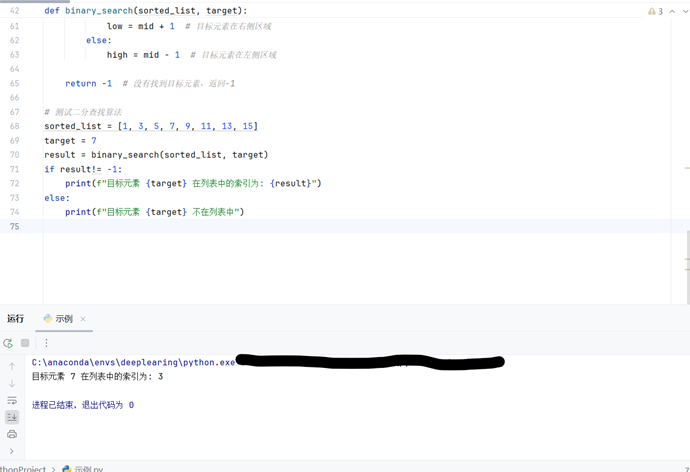 42 def binary_search(sorted_list, target): 3
61 low = mid + 1 # 目标元素在右侧区域
62 else:
63 high = mid - 1 # 目标元素在左侧区域
64
65 return -1 # 没有找到目标元素，返回-1
66
67 # 测试二分查找算法
68 sorted_list = [1, 3, 5, 7, 9, 11, 13, 15]
69 target = 7
70 result = binary_search(sorted_list, target)
71 if result!= -1:
72 print(f"目标元素 {target} 在列表中的索引为: {result}")
73 else:
74 print(f"目标元素 {target} 不在列表中")
75
运行 示例
C:\anaconda\envs\deeplearing\python.exe
目标元素 7 在列表中的索引为: 3
进程已结束，退出代码为 0
thonProject > 示例.py